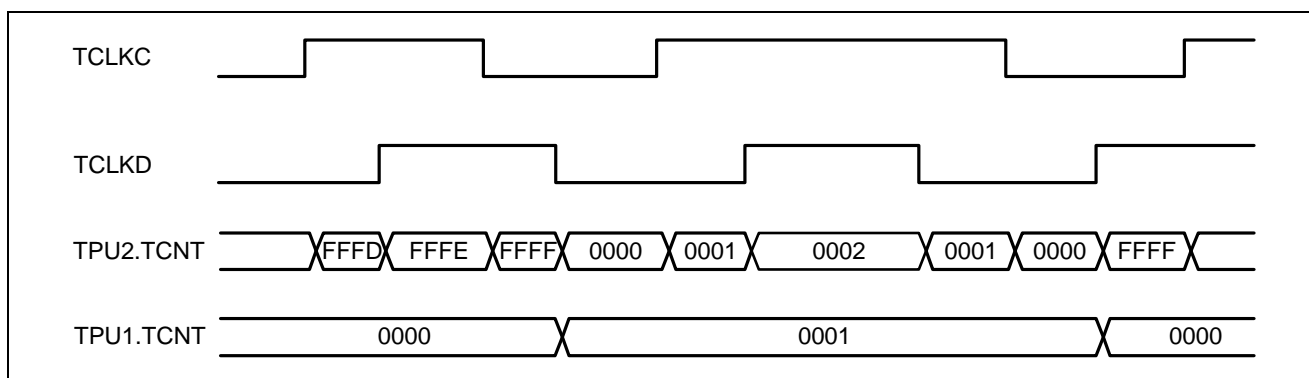 TCLKC
TCLKD
TPU2.TCNT FFFD FFFE FFFF 0000 0001 0002 0001 0000 FFFF
TPU1.TCNT 0000 0001 0000